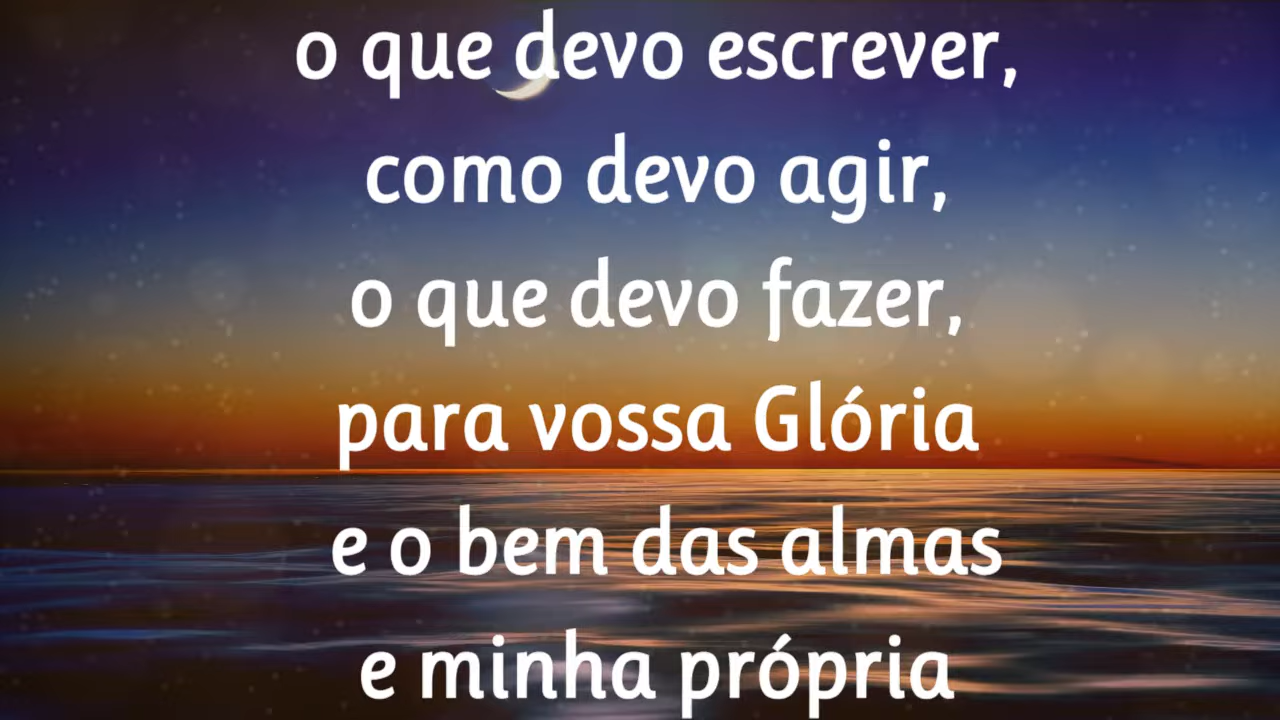 o que devo escrever,
como devo agir,
o que devo fazer,
para vossa Glória
e o bem das almas
e minha própria